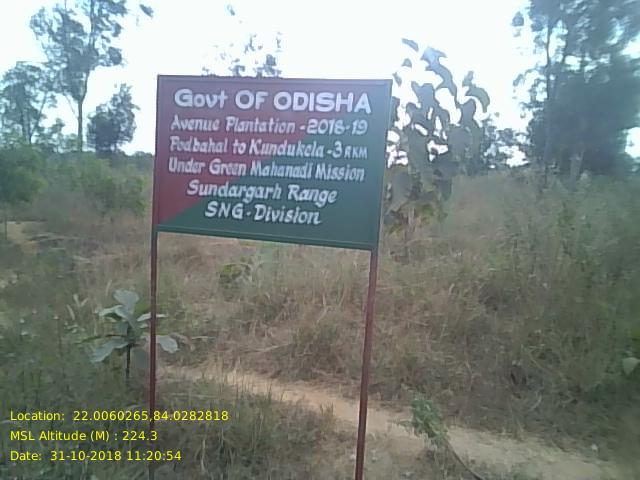 Govt OF ODISHA
Avenue Plantation - 2018-19
Podbahal to Kundukela - 3 RKM
Under Green Mahanadi Mission
Sundargarh Range
SNG - Division
Location: 22.0060265,84.0282818
MSL Altitude (M) : 224.3
Date: 31-10-2018 11:20:54